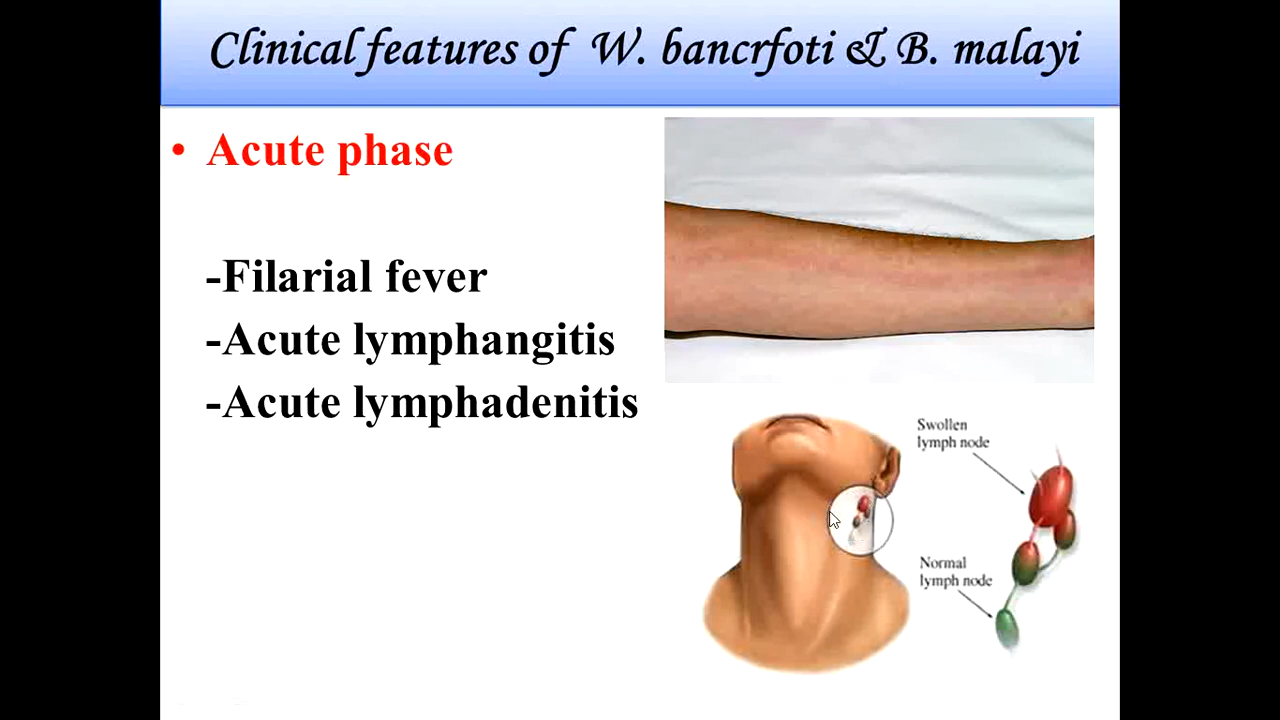 Clinical features of W. bancrfoti & B. malayi
• Acute phase
-Filarial fever
-Acute lymphangitis
-Acute lymphadenitis
Swollen
lymph node
Normal
lymph node